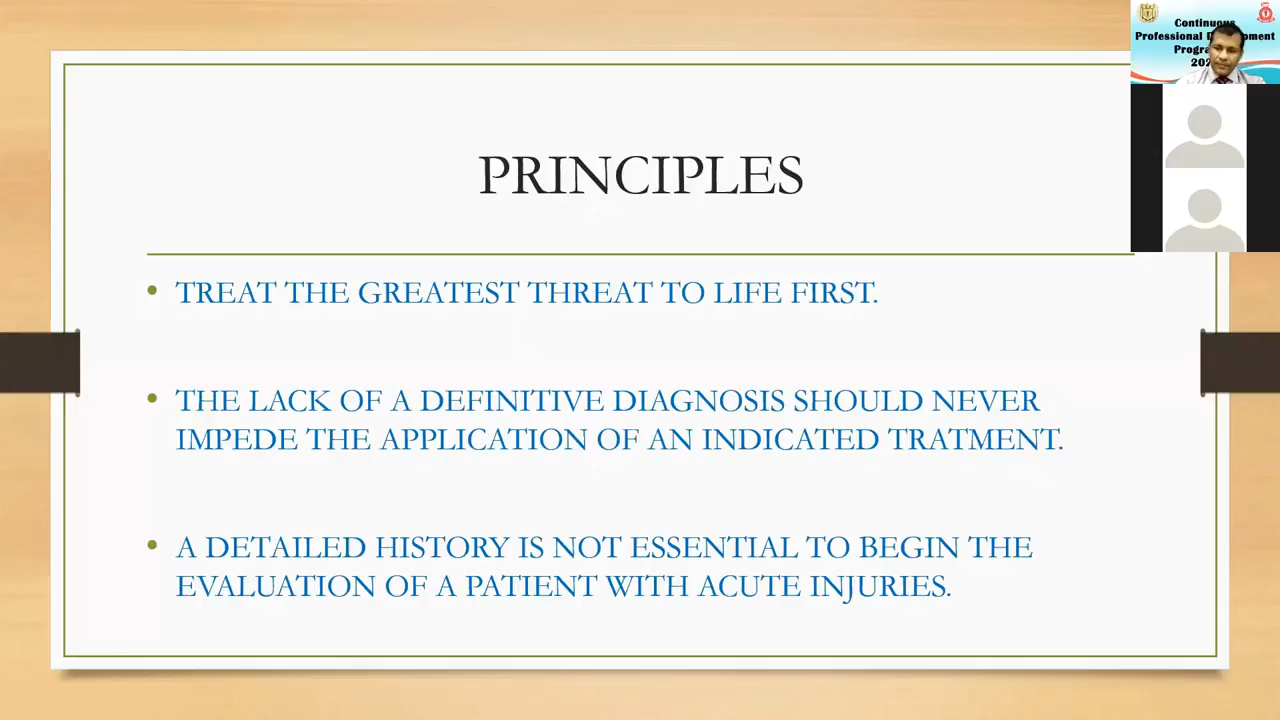 Continuous
Professional
Progra
202
PRINCIPLES
• TREAT THE GREATEST THREAT TO LIFE FIRST.
• THE LACK OF A DEFINITIVE DIAGNOSIS SHOULD NEVER
IMPEDE THE APPLICATION OF AN INDICATED TRATMENT.
• A DETAILED HISTORY IS NOT ESSENTIAL TO BEGIN THE
EVALUATION OF A PATIENT WITH ACUTE INJURIES.